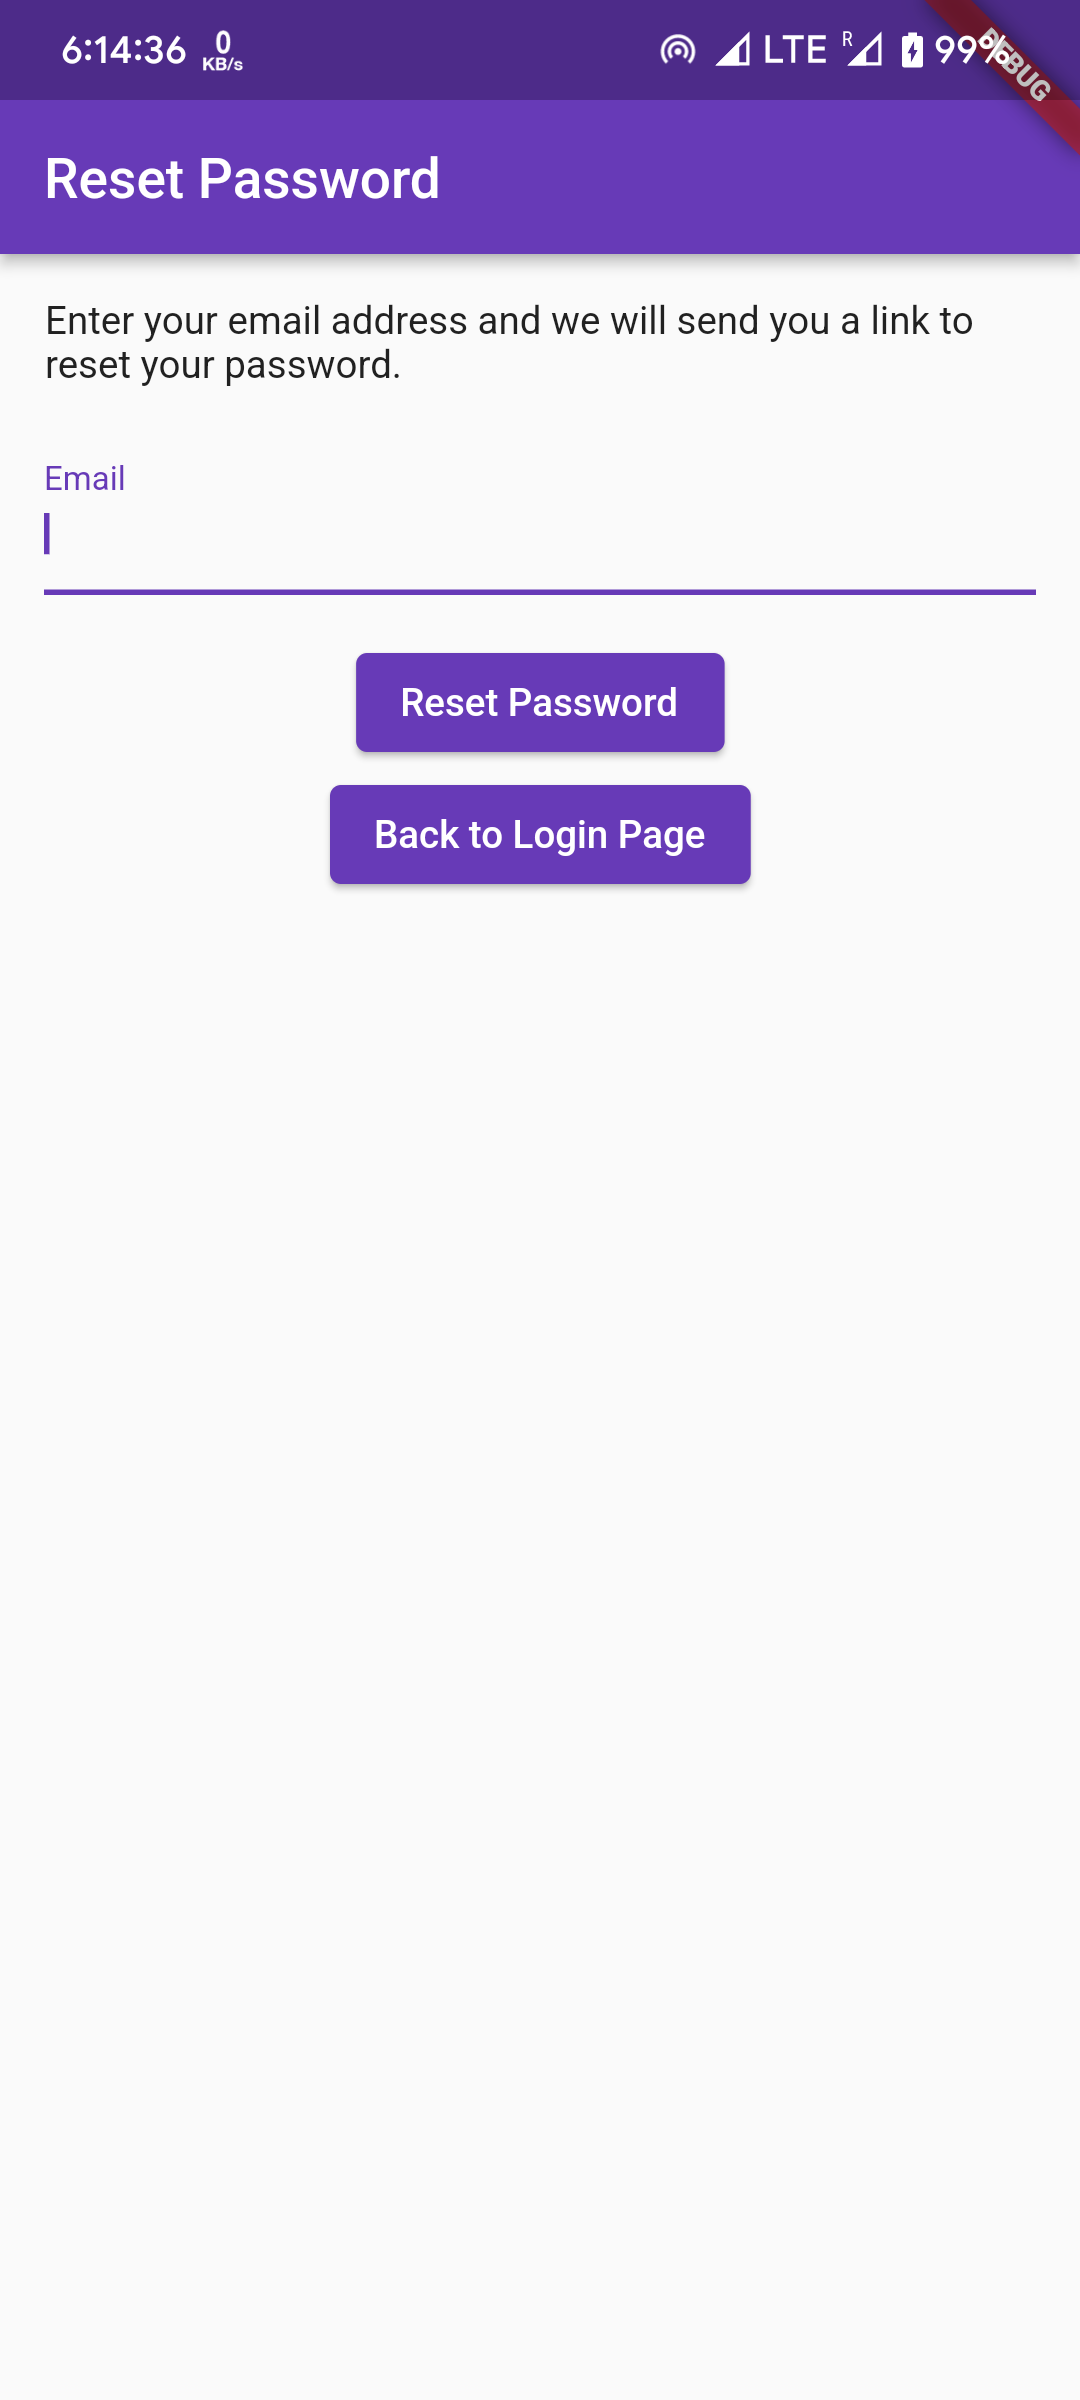 6:14:36 0 KB/s LTE R 99%
DEBUG
Reset Password
Enter your email address and we will send you a link to
reset your password.
Email
Reset Password
Back to Login Page